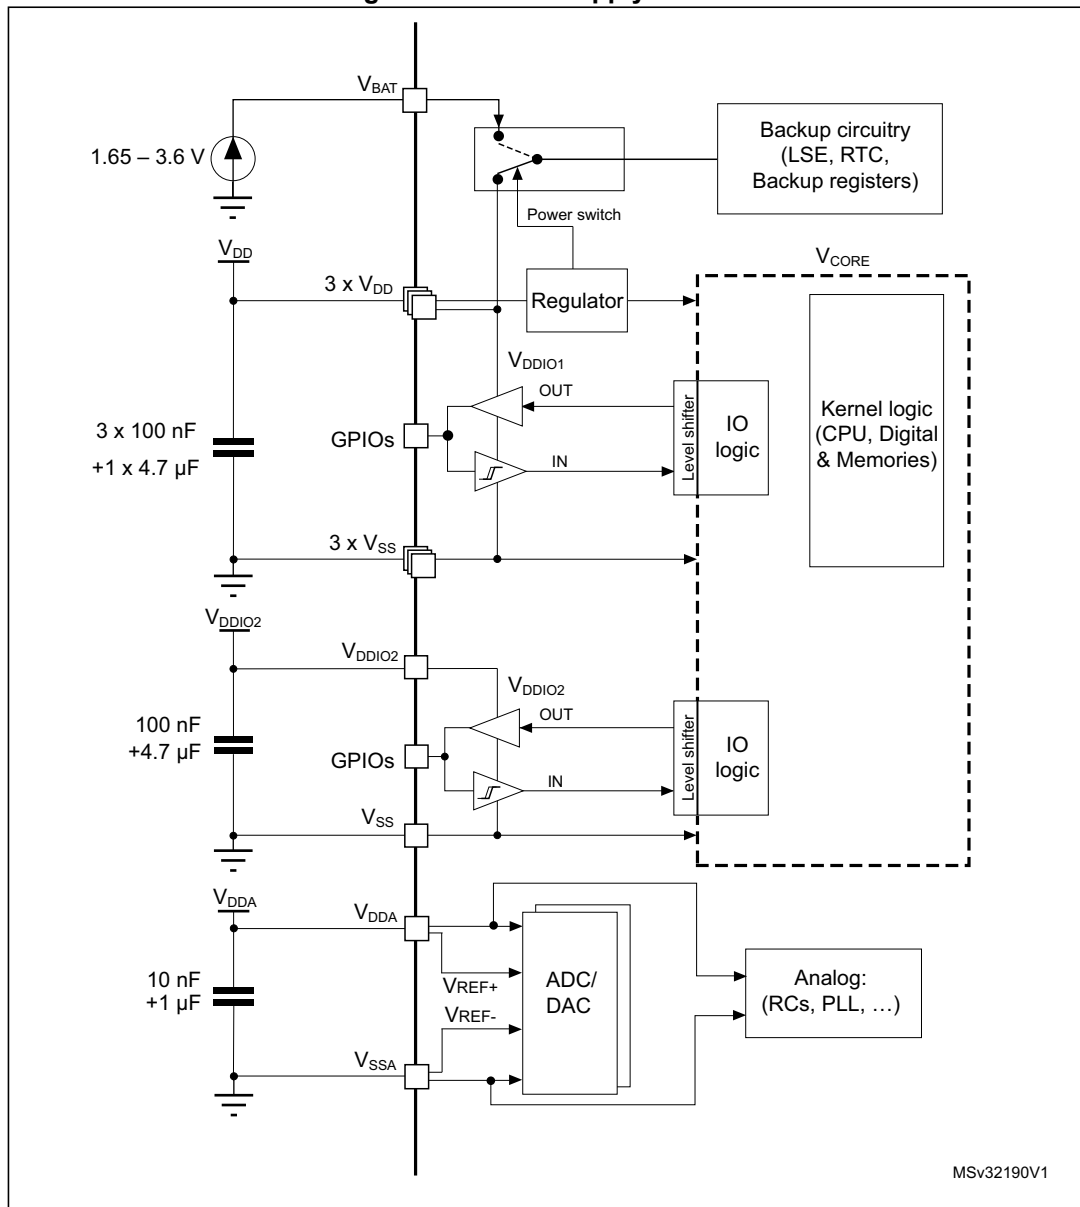 VBAT
1.65 – 3.6 V
Backup circuitry
(LSE, RTC,
Backup registers)
Power switch
VDD
VCORE
3 x VDD
Regulator
VDDIO1
OUT
Level shifter
IO
logic
Kernel logic
(CPU, Digital
& Memories)
3 x 100 nF
+1 x 4.7 µF
GPIOs
IN
3 x VSS
VDDIO2
VDDIO2
VDDIO2
OUT
Level shifter
IO
logic
100 nF
+4.7 µF
GPIOs
IN
VSS
VDDA
VDDA
10 nF
+1 µF
VREF+
VREF-
ADC/
DAC
Analog:
(RCs, PLL, …)
VSSA
MSv32190V1